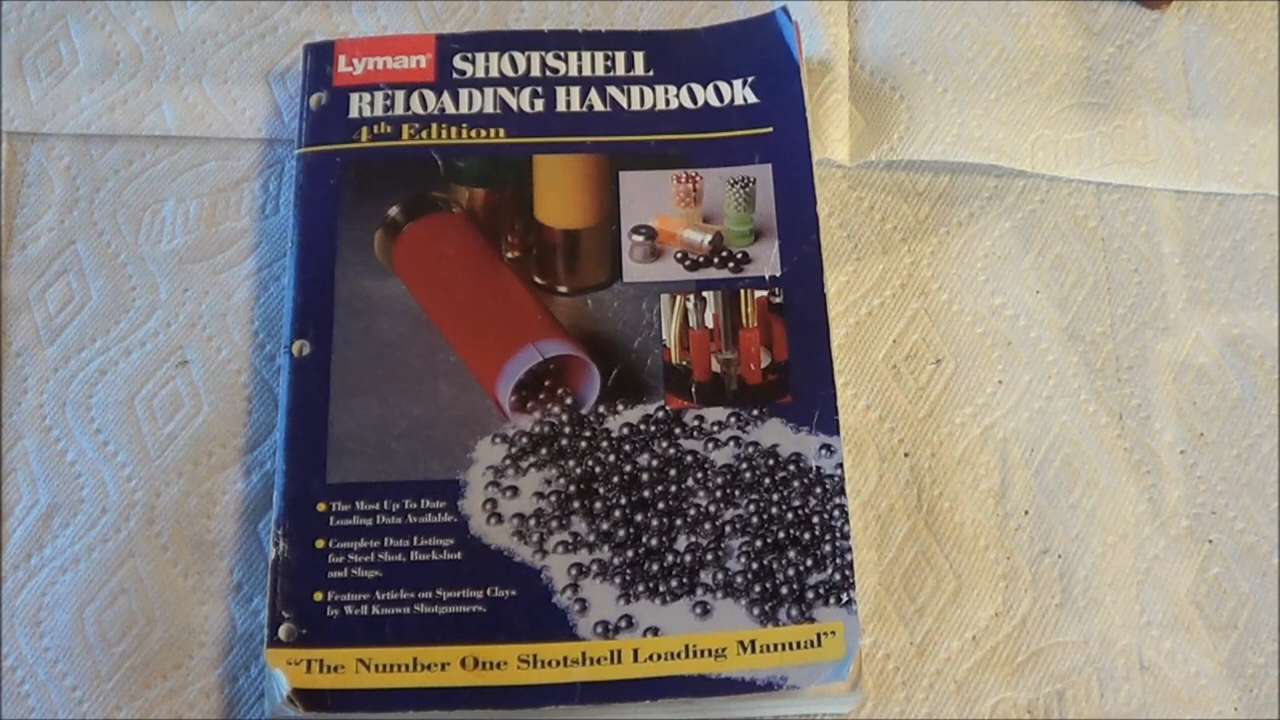 Lyman®
SHOTSHELL
RELOADING HANDBOOK
4th Edition
The Most Up To Date
Loading Data Available.
Complete Data Listings
for Steel Shot, Buckshot
and Slugs.
Feature Articles on Sporting Clays
by Well Known Shotgunners.
“The Number One Shotshell Loading Manual”